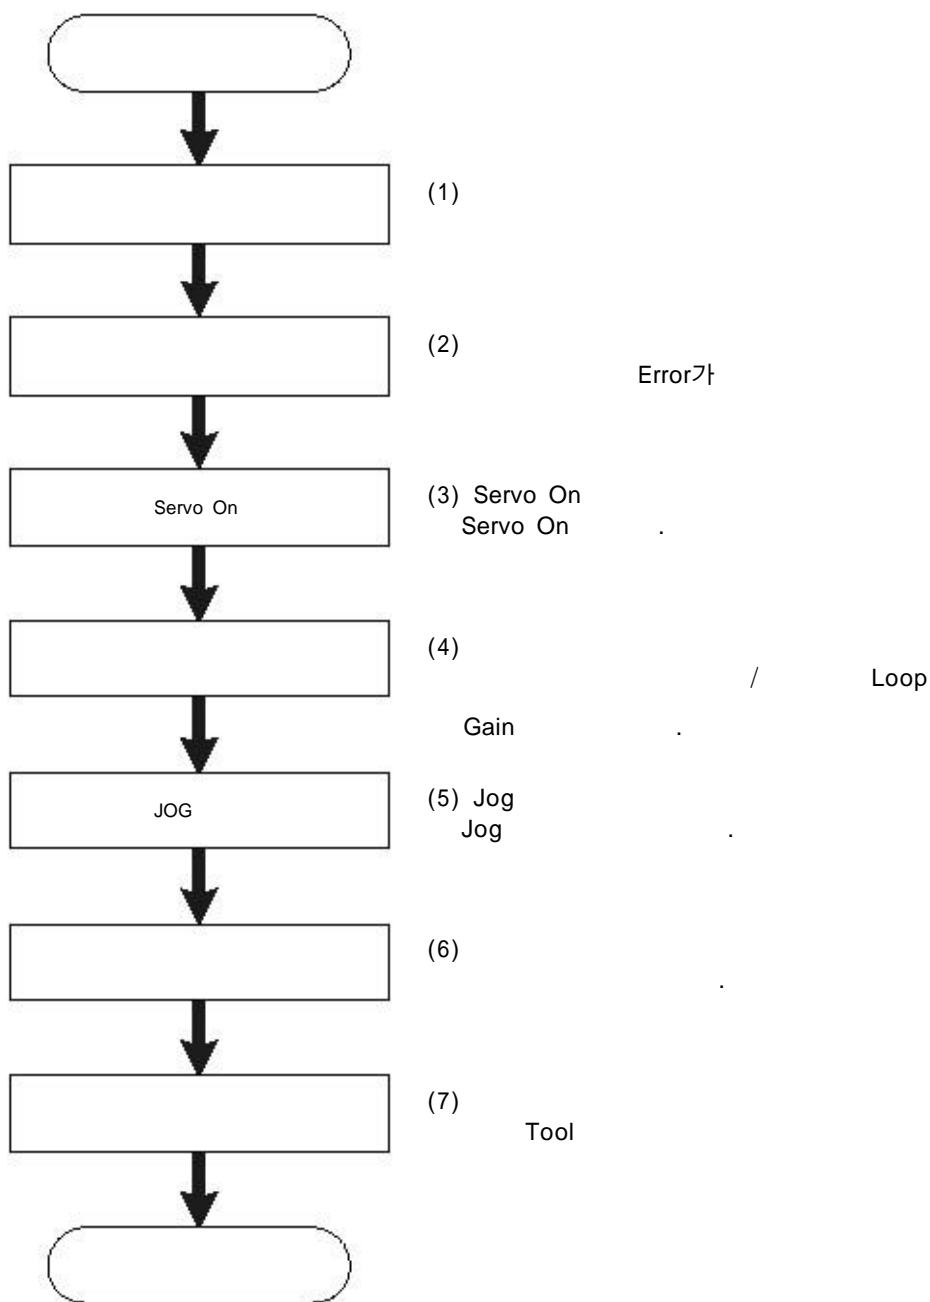 (1)
(2)
Error가
Servo On
(3) Servo On
Servo On .
(4)
/ Loop
Gain .
JOG
(5) Jog
Jog .
(6)
.
(7)
Tool